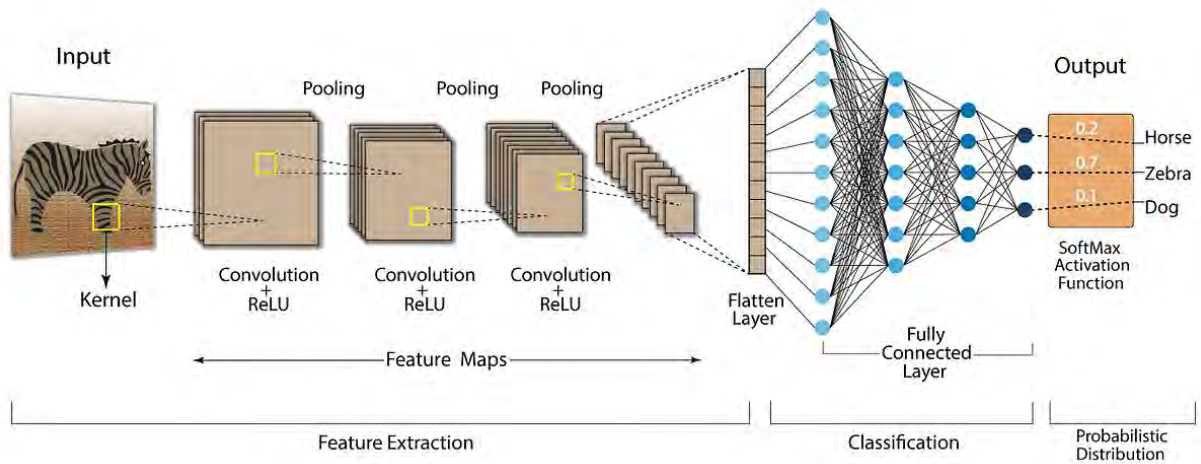 Input
Kernel
Pooling
Pooling
Pooling
Convolution
+
ReLU
Convolution
+
ReLU
Convolution
+
ReLU
Feature Maps
Flatten
Layer
Fully
Connected
Layer
Output
0.2
0.7
0.1
Horse
Zebra
Dog
SoftMax
Activation
Function
Feature Extraction
Classification
Probabilistic
Distribution